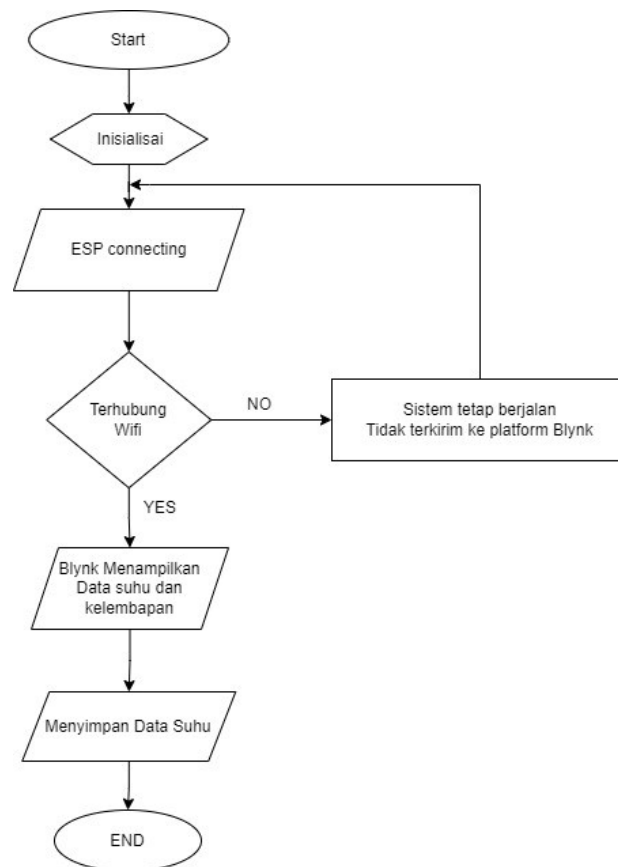 Start
Inisialisai
ESP connecting
Terhubung
Wifi
NO
Sistem tetap berjalan
Tidak terkirim ke platform Blynk
YES
Blynk Menampilkan
Data suhu dan
kelembapan
Menyimpan Data Suhu
END